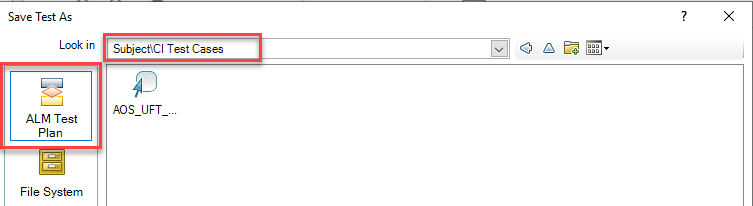 Save Test As
?
Look in
Subject\CI Test Cases
ALM Test
Plan
AOS_UFT_...
File System